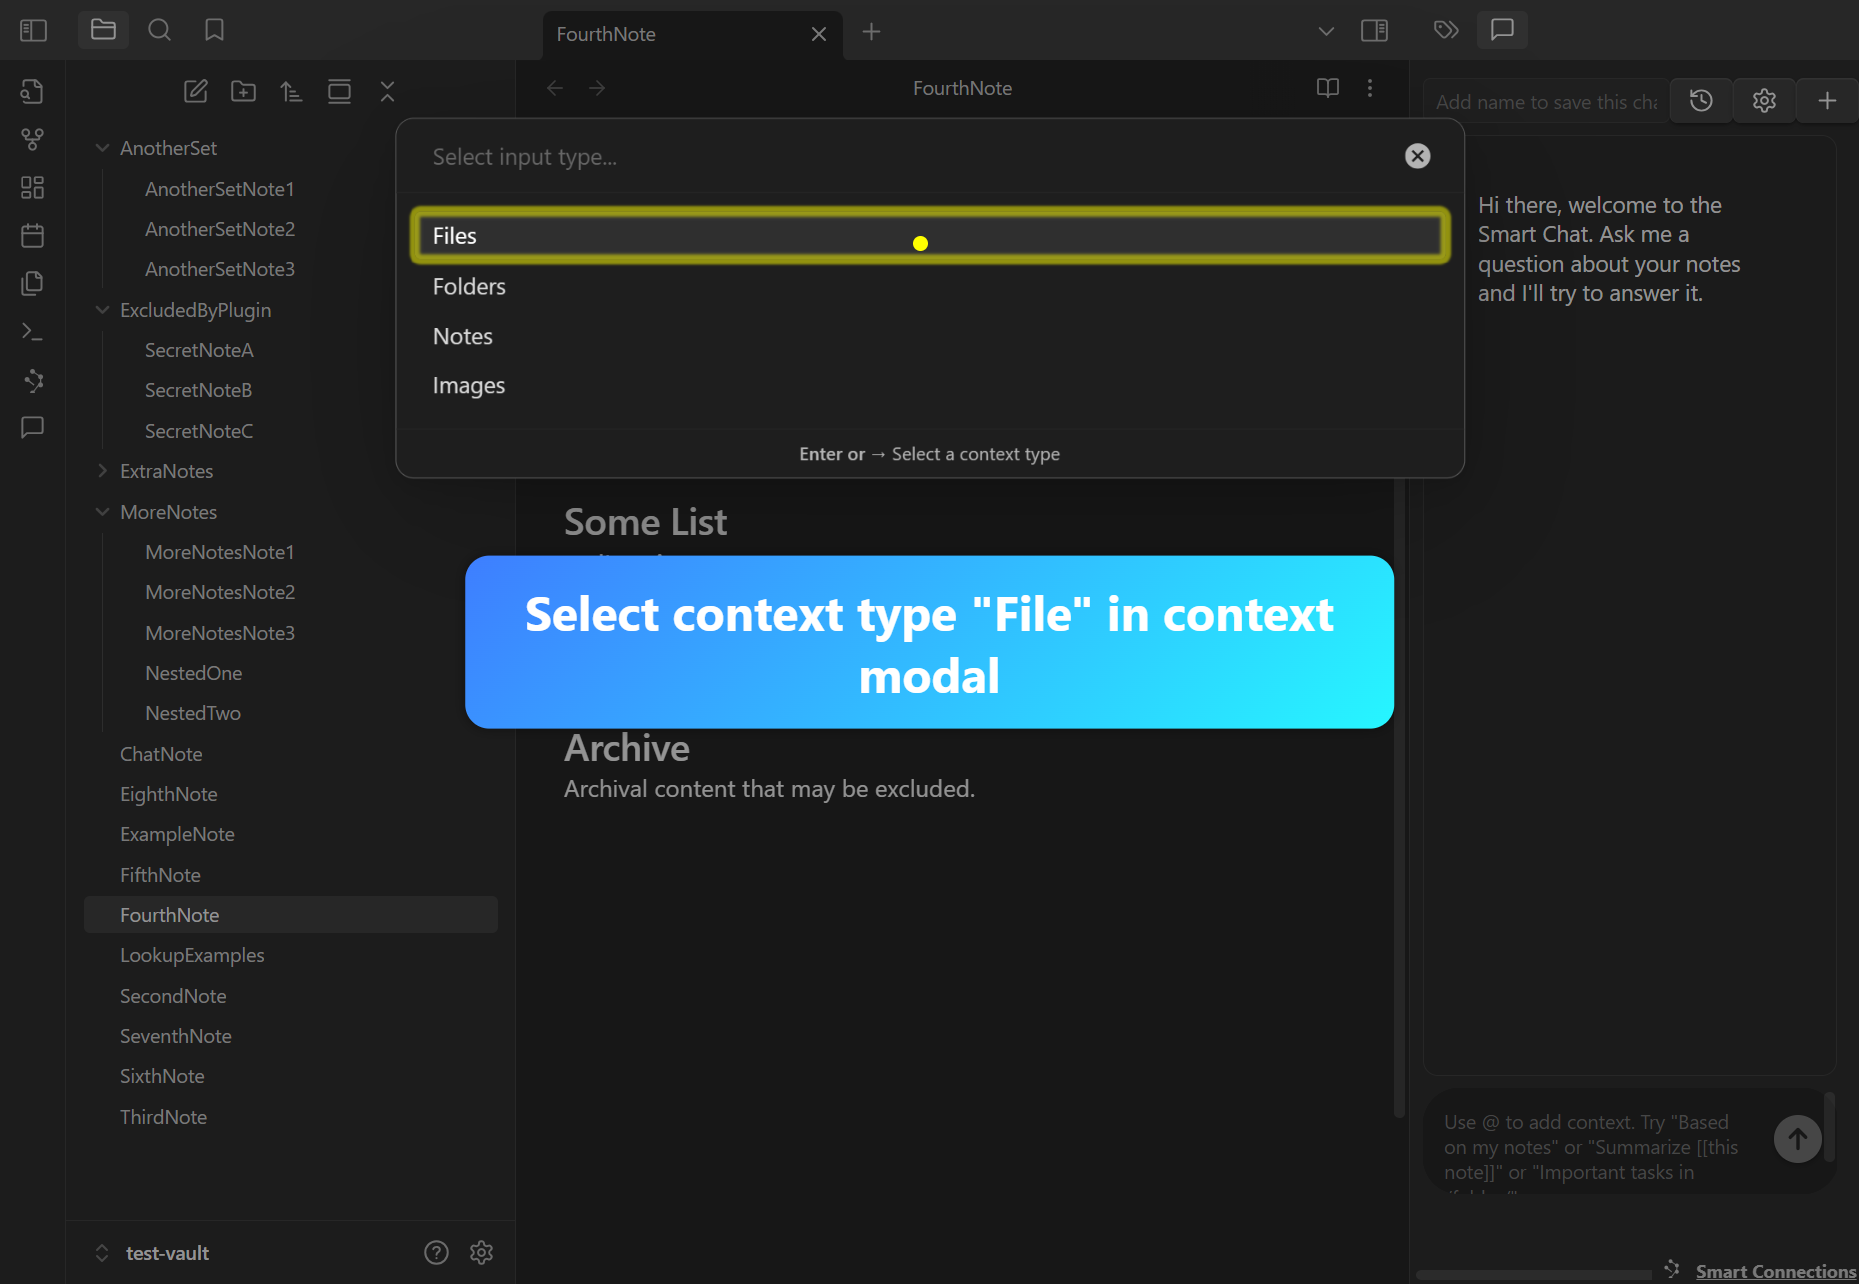 FourthNote
FourthNote
Add name to save this cha
AnotherSet
AnotherSetNote1
AnotherSetNote2
AnotherSetNote3
ExcludedByPlugin
SecretNoteA
SecretNoteB
SecretNoteC
ExtraNotes
MoreNotes
MoreNotesNote1
MoreNotesNote2
MoreNotesNote3
NestedOne
NestedTwo
ChatNote
EighthNote
ExampleNote
FifthNote
FourthNote
LookupExamples
SecondNote
SeventhNote
SixthNote
ThirdNote
test-vault
Select input type...
Files
Folders
Notes
Images
Enter or → Select a context type
Some List
Select context type "File" in context
modal
Archive
Archival content that may be excluded.
Hi there, welcome to the
Smart Chat. Ask me a
question about your notes
and I'll try to answer it.
Use @ to add context. Try "Based
on my notes" or "Summarize [[this
note]]" or "Important tasks in
Smart Connections